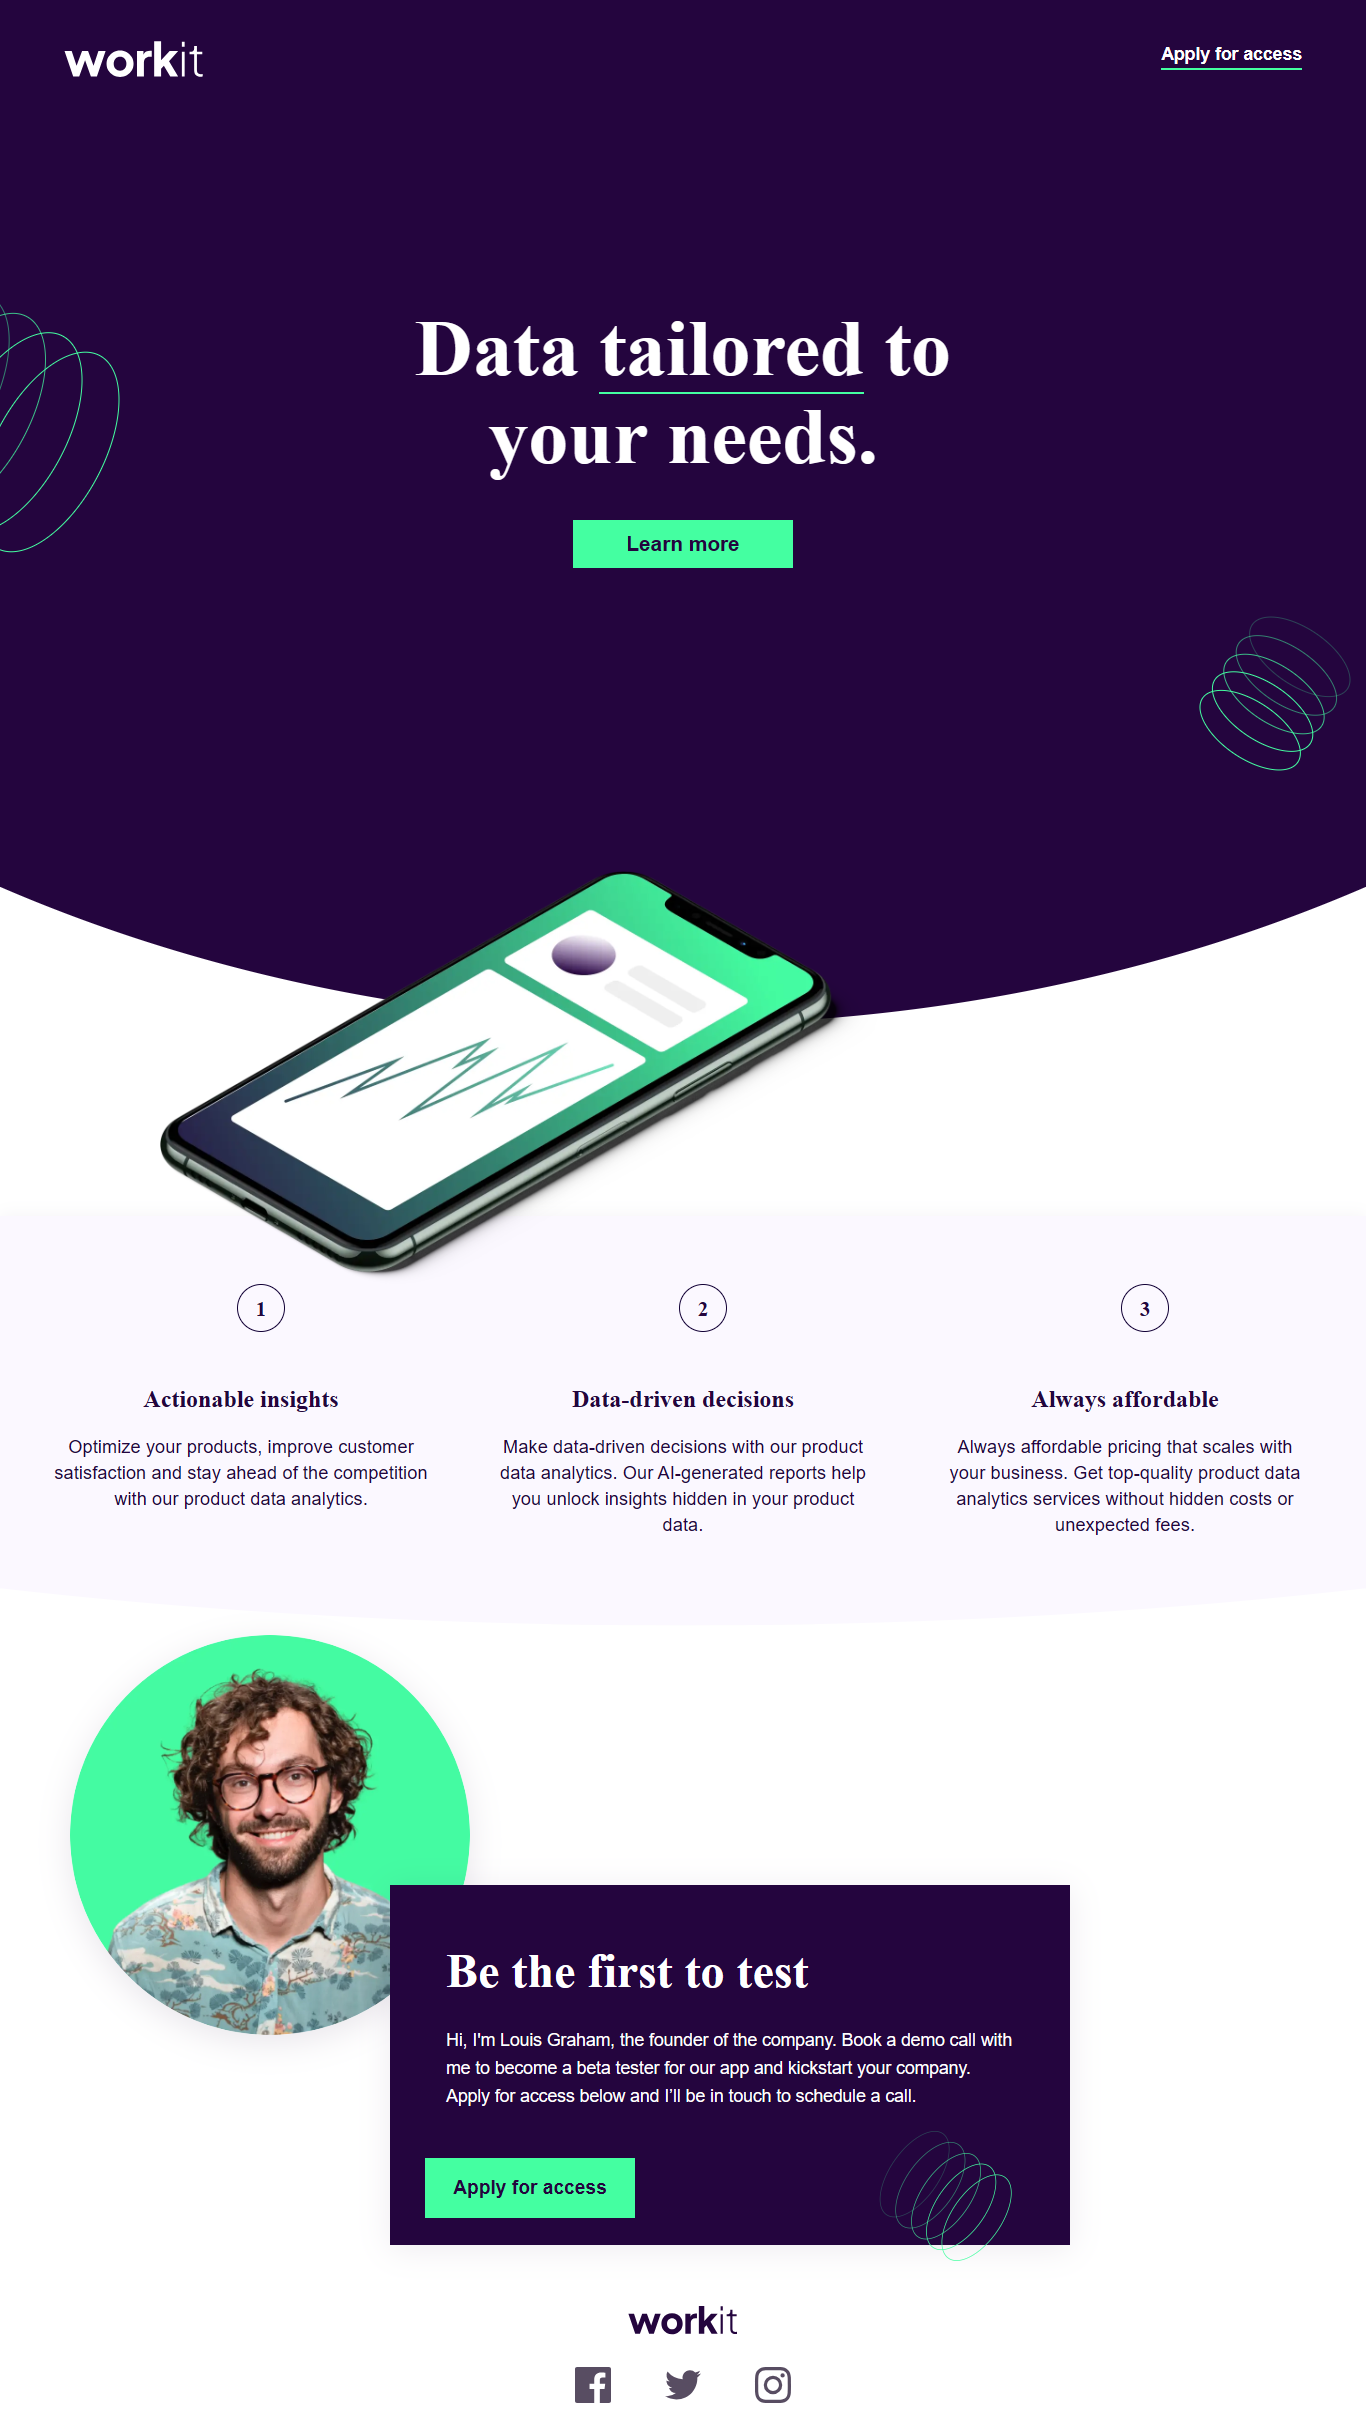 workit
Apply for access
Data tailored to
your needs.
Learn more
1
Actionable insights
Optimize your products, improve customer
satisfaction and stay ahead of the competition
with our product data analytics.
2
Data-driven decisions
Make data-driven decisions with our product
data analytics. Our AI-generated reports help
you unlock insights hidden in your product
data.
3
Always affordable
Always affordable pricing that scales with
your business. Get top-quality product data
analytics services without hidden costs or
unexpected fees.
Be the first to test
Hi, I'm Louis Graham, the founder of the company. Book a demo call with
me to become a beta tester for our app and kickstart your company.
Apply for access below and I’ll be in touch to schedule a call.
Apply for access
workit